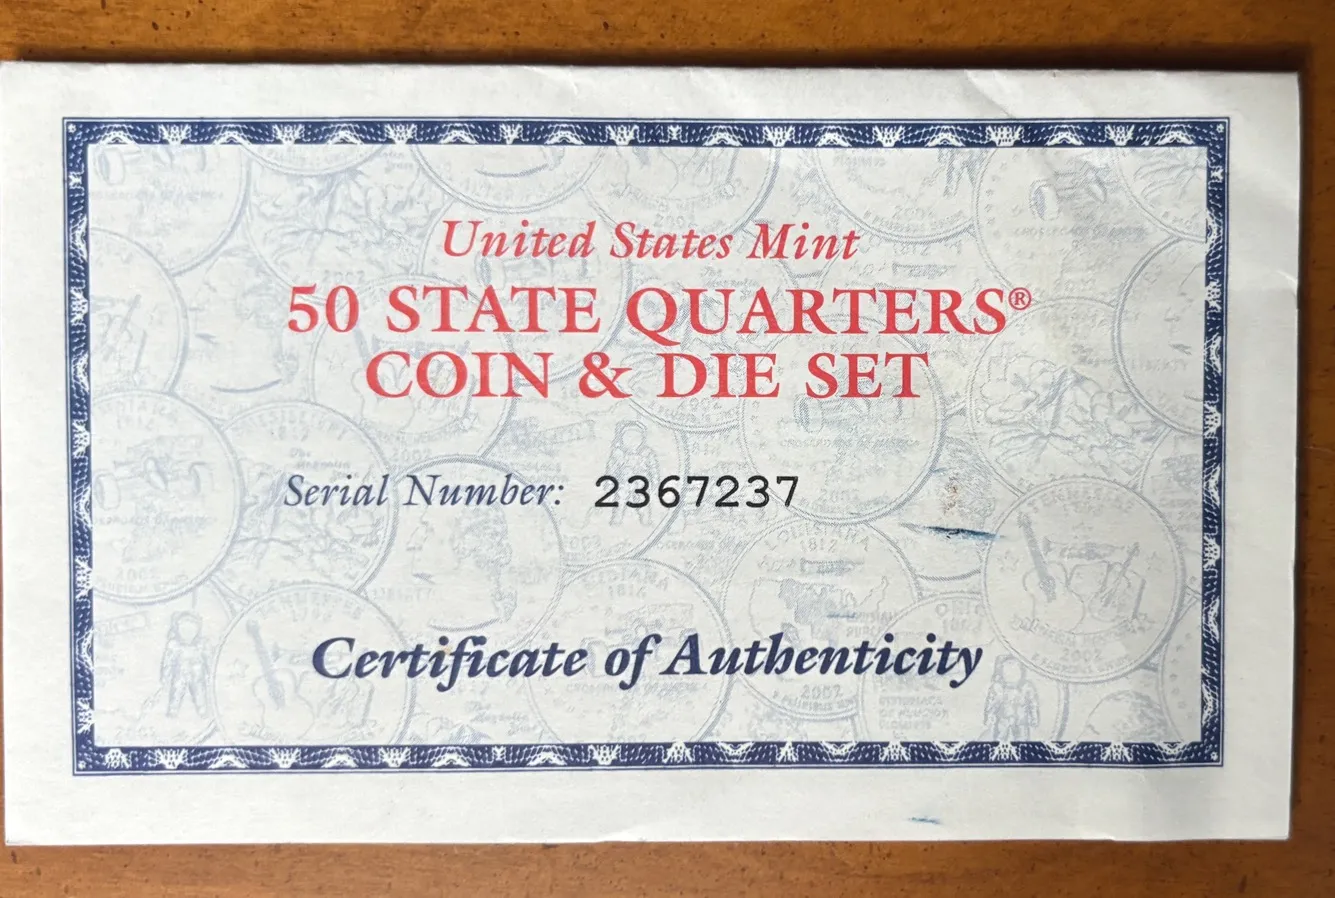 United States Mint
50 STATE QUARTERS®
COIN & DIE SET
Serial Number: 2367237
Certificate of Authenticity